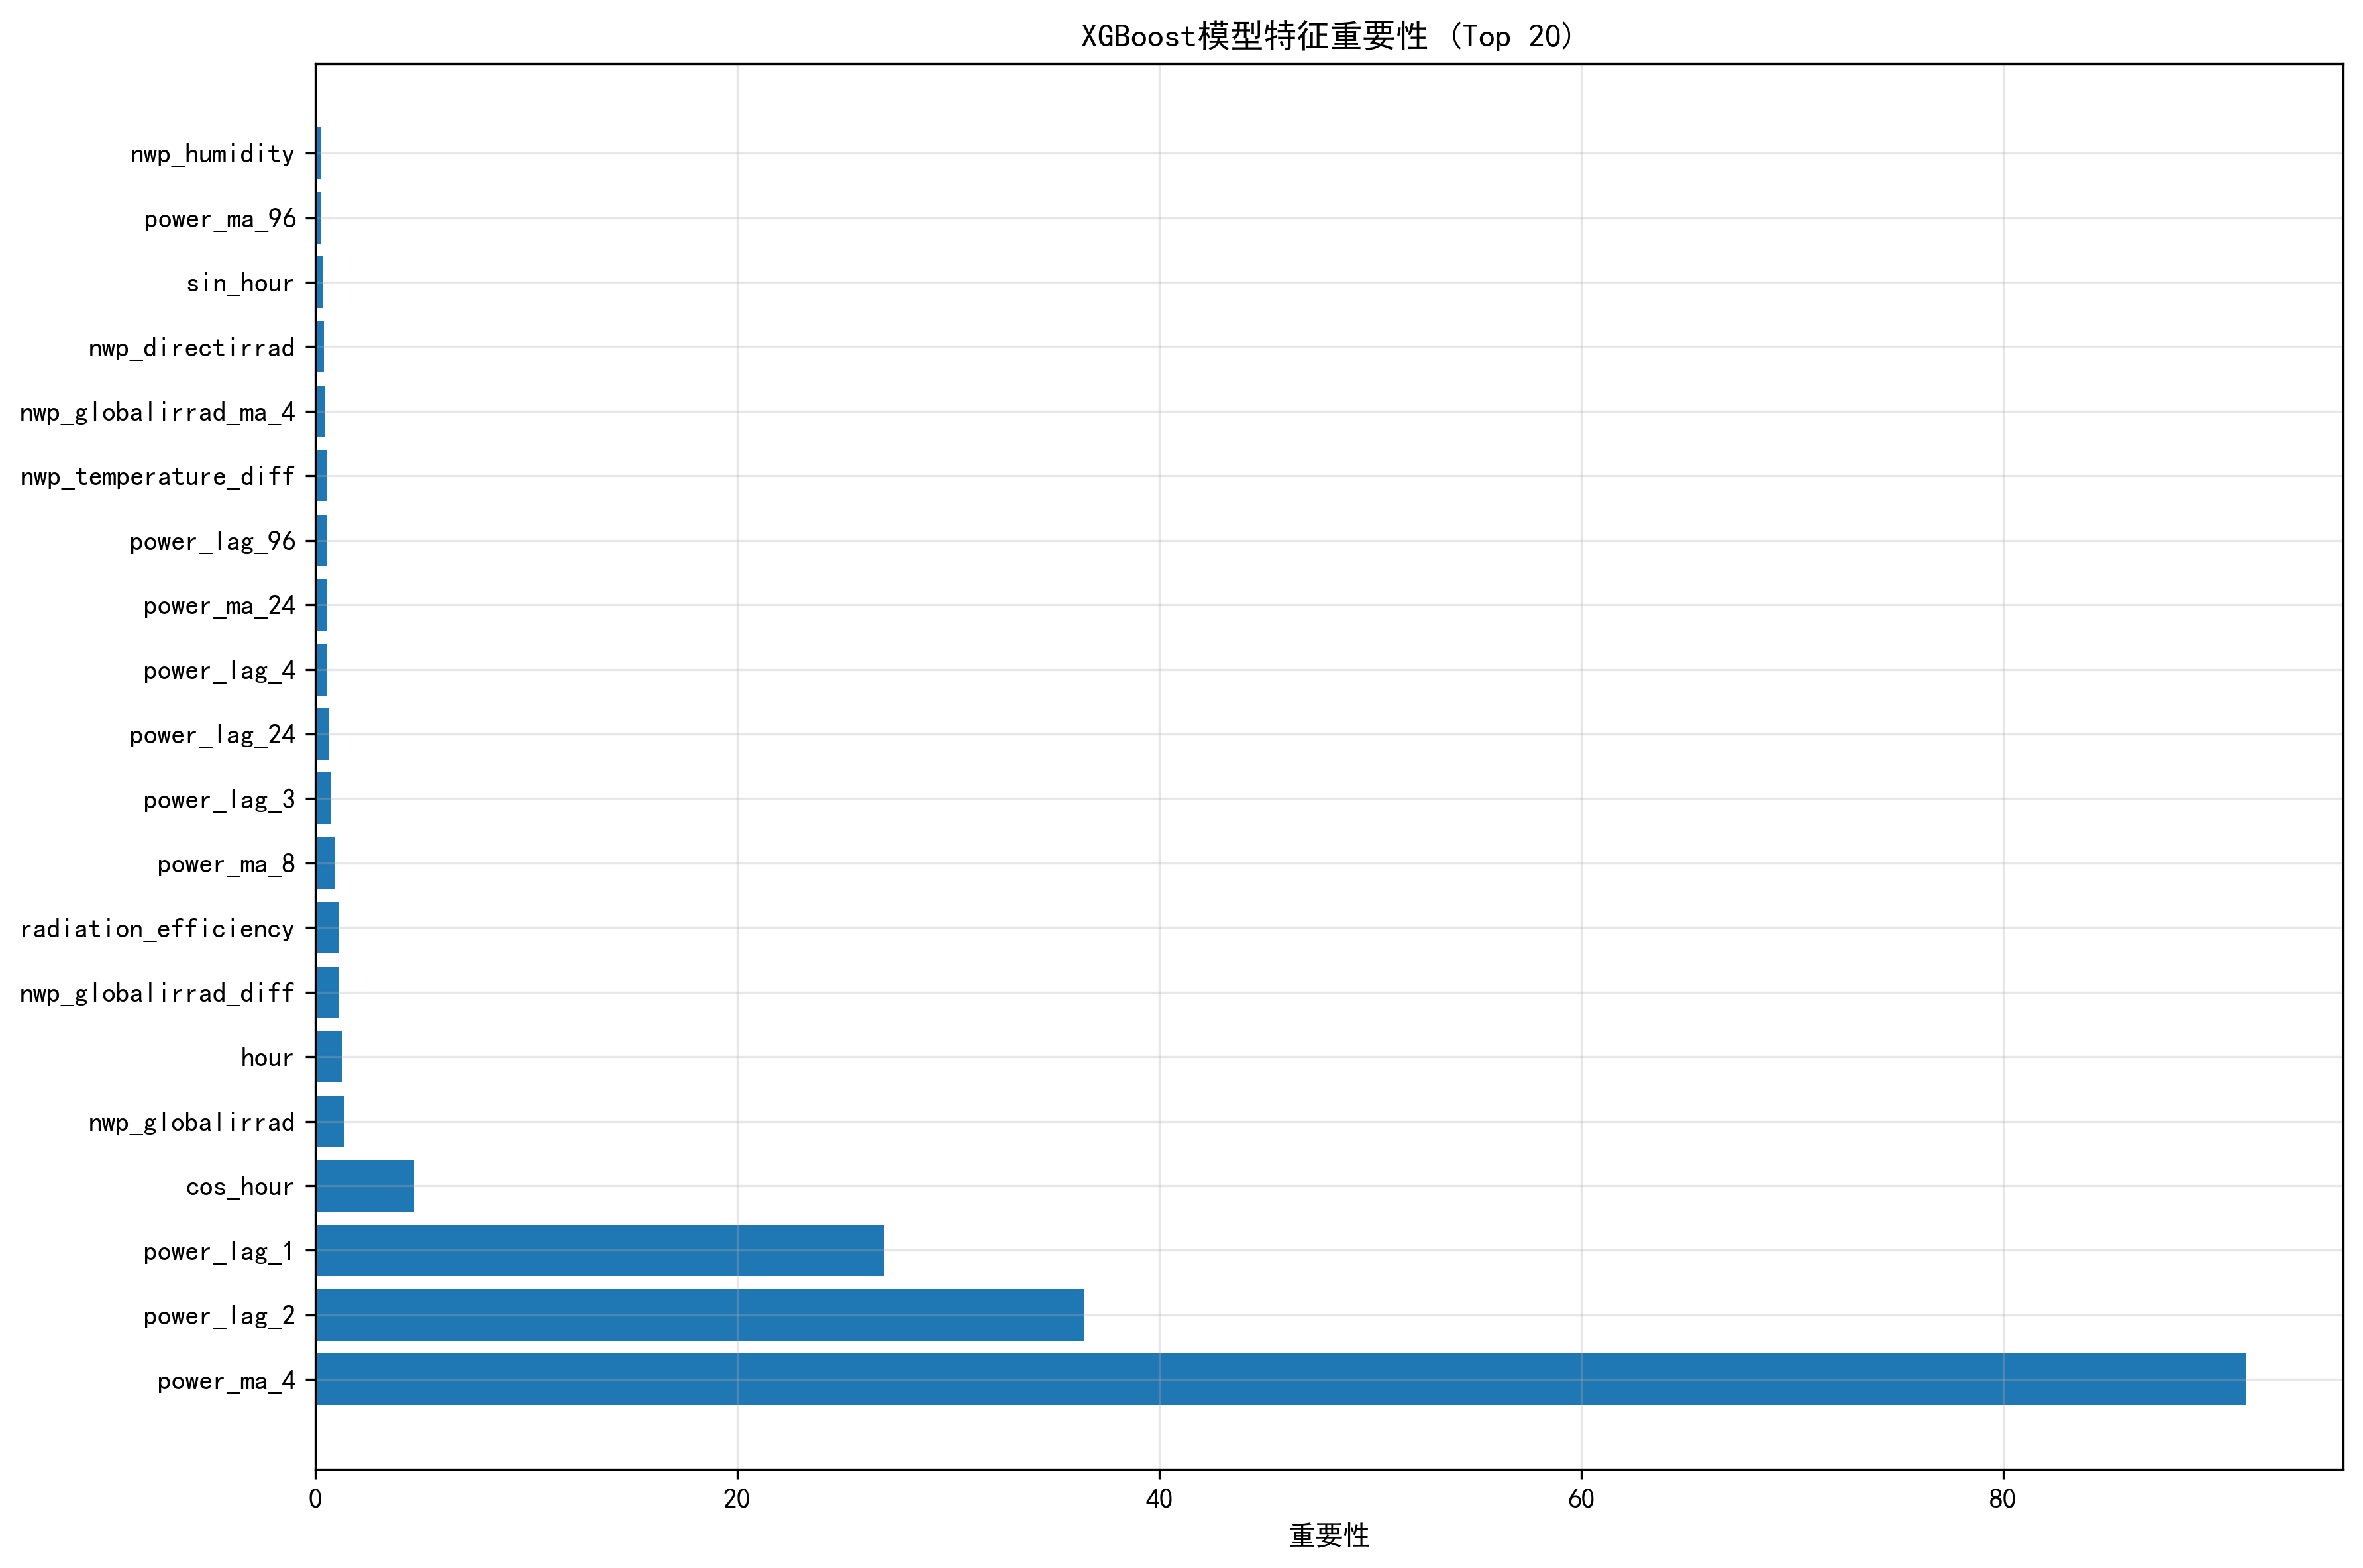 XGBoost模型特征重要性 (Top 20)
nwp_humidity
power_ma_96
sin_hour
nwp_directirrad
nwp_globalirrad_ma_4
nwp_temperature_diff
power_lag_96
power_ma_24
power_lag_4
power_lag_24
power_lag_3
power_ma_8
radiation_efficiency
nwp_globalirrad_diff
hour
nwp_globalirrad
cos_hour
power_lag_1
power_lag_2
power_ma_4
0 20 40 60 80
重要性